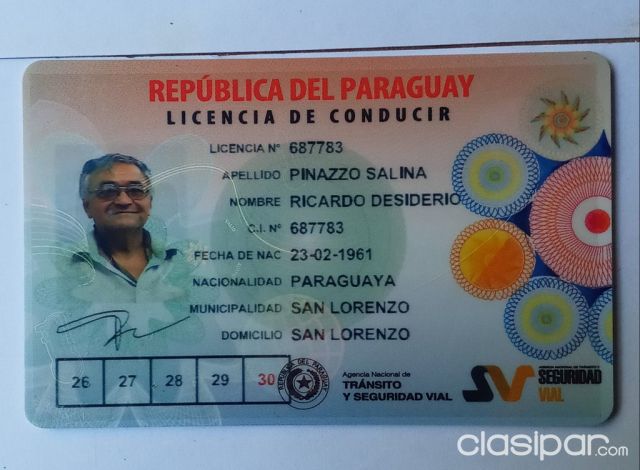 REPÚBLICA DEL PARAGUAY
LICENCIA DE CONDUCIR
LICENCIA Nº 687783
APELLIDO PINAZZO SALINA
NOMBRE RICARDO DESIDERIO
C.I. Nº 687783
FECHA DE NAC 23-02-1961
NACIONALIDAD PARAGUAYA
MUNICIPALIDAD SAN LORENZO
DOMICILIO SAN LORENZO
26 27 28 29 30
Agencia Nacional de
TRÁNSITO
Y SEGURIDAD VIAL
SV
SEGURIDAD
VIAL
clasipar.com